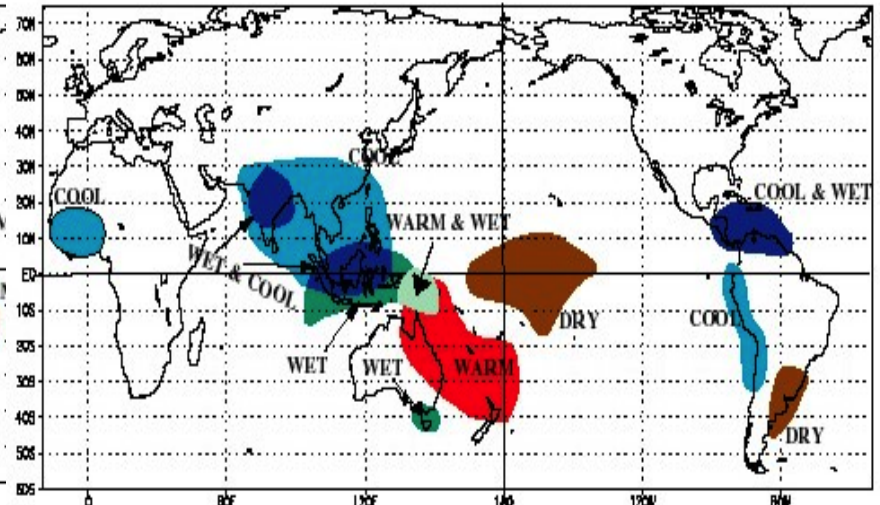 70N
60N
50N
40N
30N
COOL
20N
COOL
COOL & WET
WARM & WET
10N
WET & COOL
EQ
10S
COOL
DRY
20S
WET
WET
WARM
30S
40S
DRY
50S
60S
0
60E
120E
180
120W
60W